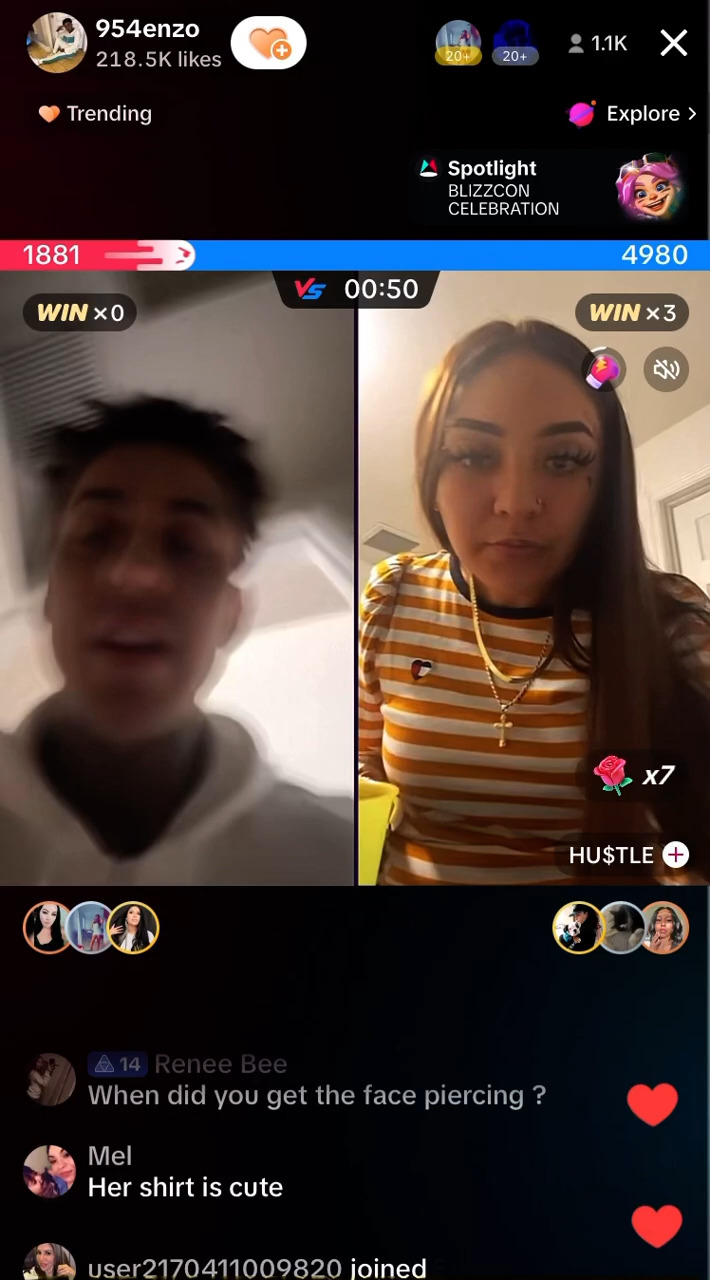 954enzo
218.5K likes
20+
20+
1.1K
Trending
Explore
Spotlight
BLIZZCON
CELEBRATION
1881
4980
VS 00:50
WIN ×0
WIN ×3
x7
HU$TLE
14 Renee Bee
When did you get the face piercing ?
Mel
Her shirt is cute
user2170411009820 joined